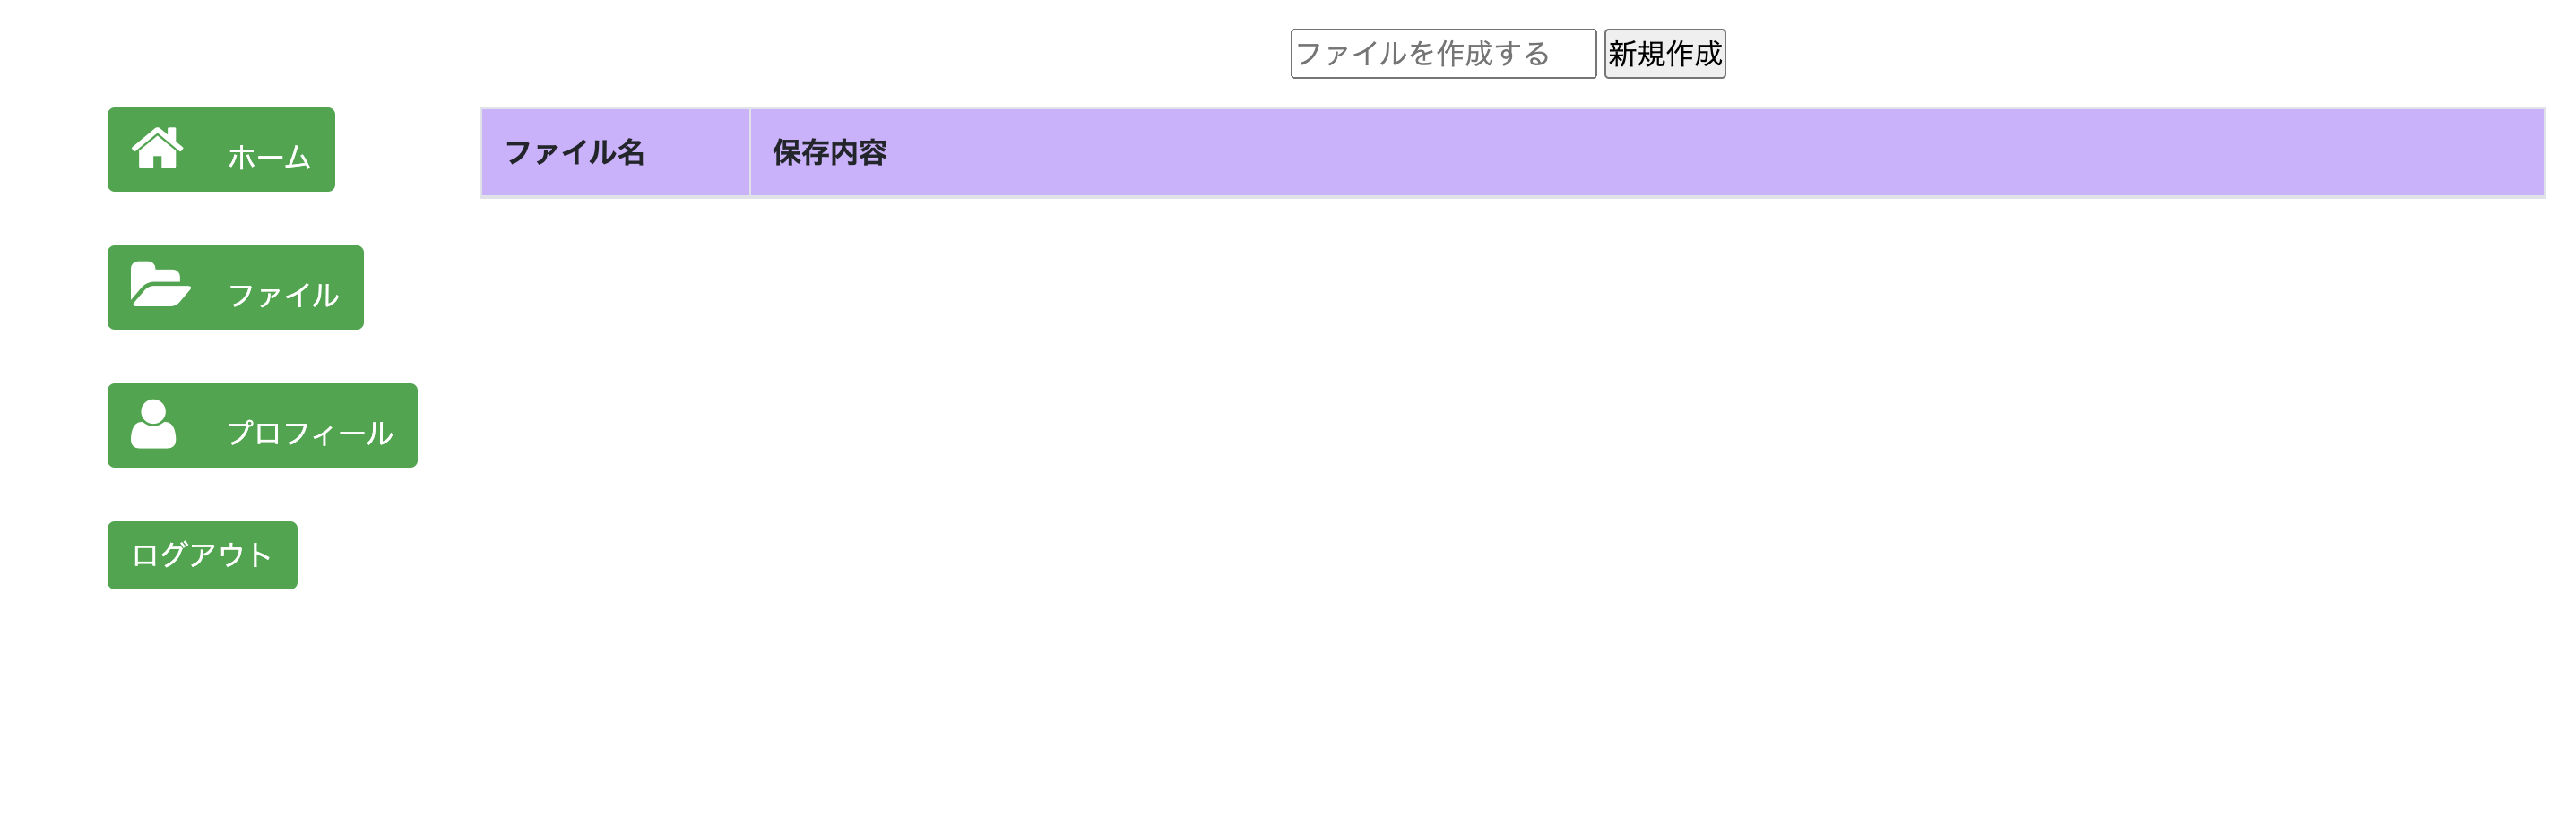 ファイルを作成する 新規作成
ホーム
ファイル名 保存内容
ファイル
プロフィール
ログアウト